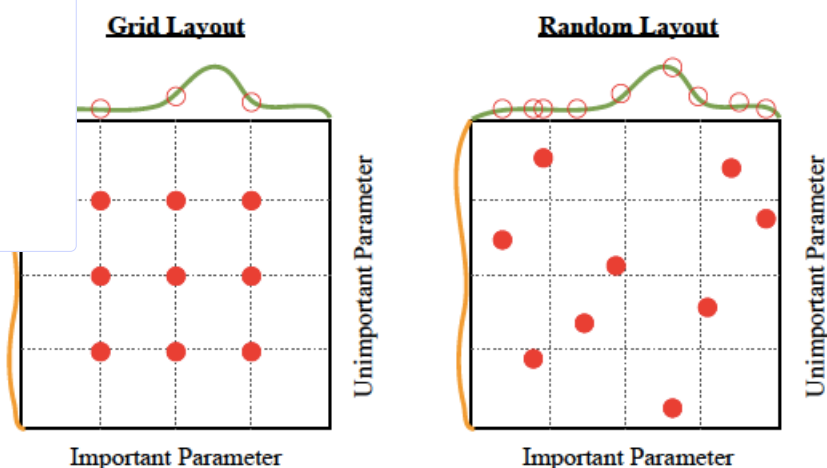 Grid Layout
Unimportant Parameter
Important Parameter
Random Layout
Unimportant Parameter
Important Parameter